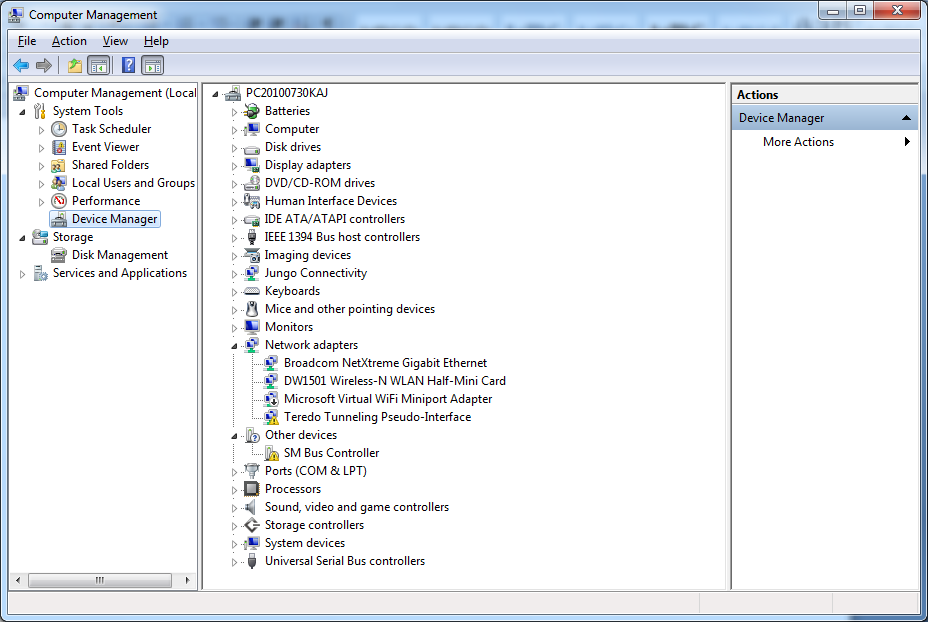 Computer Management
File Action View Help
Computer Management (Local
System Tools
Task Scheduler
Event Viewer
Shared Folders
Local Users and Groups
Performance
Device Manager
Storage
Disk Management
Services and Applications
PC20100730KAJ
Batteries
Computer
Disk drives
Display adapters
DVD/CD-ROM drives
Human Interface Devices
IDE ATA/ATAPI controllers
IEEE 1394 Bus host controllers
Imaging devices
Jungo Connectivity
Keyboards
Mice and other pointing devices
Monitors
Network adapters
Broadcom NetXtreme Gigabit Ethernet
DW1501 Wireless-N WLAN Half-Mini Card
Microsoft Virtual WiFi Miniport Adapter
Teredo Tunneling Pseudo-Interface
Other devices
SM Bus Controller
Ports (COM & LPT)
Processors
Sound, video and game controllers
Storage controllers
System devices
Universal Serial Bus controllers
Actions
Device Manager
More Actions